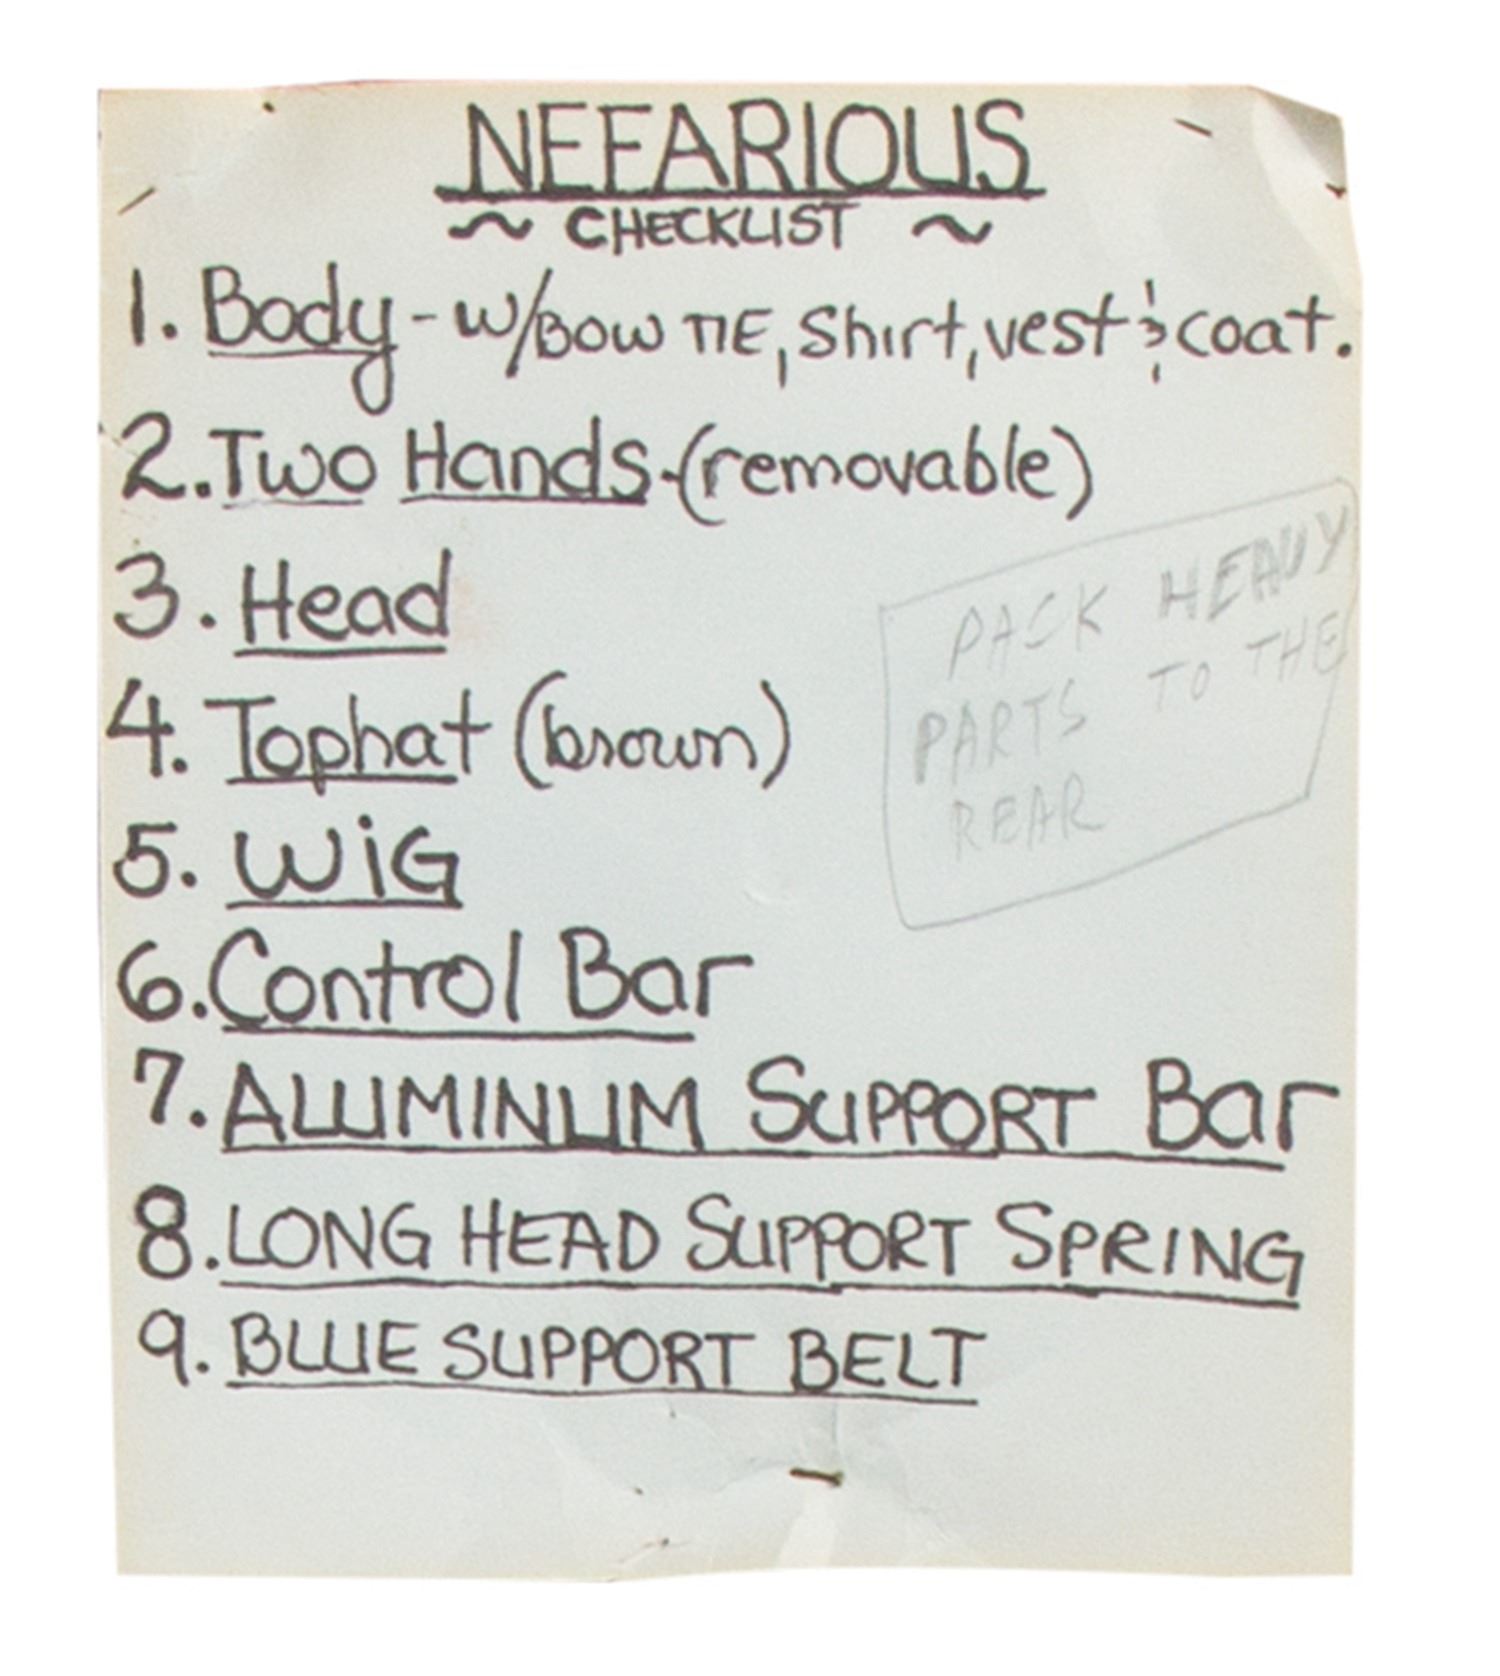 NEFARIOUS
~ CHECKLIST ~
1. Body - w/BOW TIE, Shirt, vest & coat.
2. Two Hands - (removable)
3. Head
4. Tophat (brown)
5. WiG
6. Control Bar
7. ALUMINUM SUPPORT Bar
8. LONG HEAD SUPPORT SPRING
9. BLUE SUPPORT BELT
PACK HEAVY
PARTS TO THE
REAR